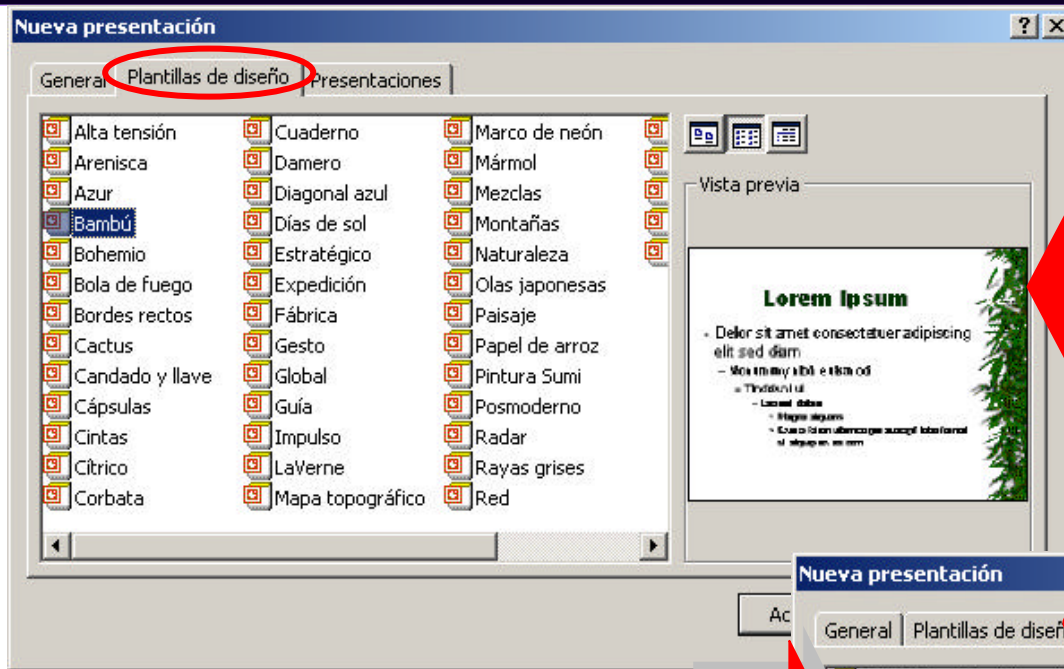 Nueva presentación
General Plantillas de diseño Presentaciones
Alta tensión
Arenisca
Azur
Bambú
Bohemio
Bola de fuego
Bordes rectos
Cactus
Candado y llave
Cápsulas
Cintas
Cítrico
Corbata
Cuaderno
Damero
Diagonal azul
Días de sol
Estratégico
Expedición
Fábrica
Gesto
Global
Guía
Impulso
LaVerne
Mapa topográfico
Marco de neón
Mármol
Mezclas
Montañas
Naturaleza
Olas japonesas
Paisaje
Papel de arroz
Pintura Sumi
Posmoderno
Radar
Rayas grises
Red
Vista previa
Lorem Ipsum
Dolor sit amet consectetuer adipiscing
elit sed diam
Ac
Nueva presentación
General Plantillas de diseñ